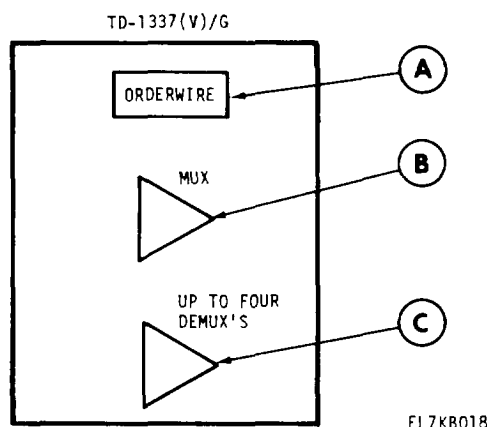 TD-1337(V)/G
ORDERWIRE
A
MUX
B
UP TO FOUR
DEMUX'S
C
EL7KB018